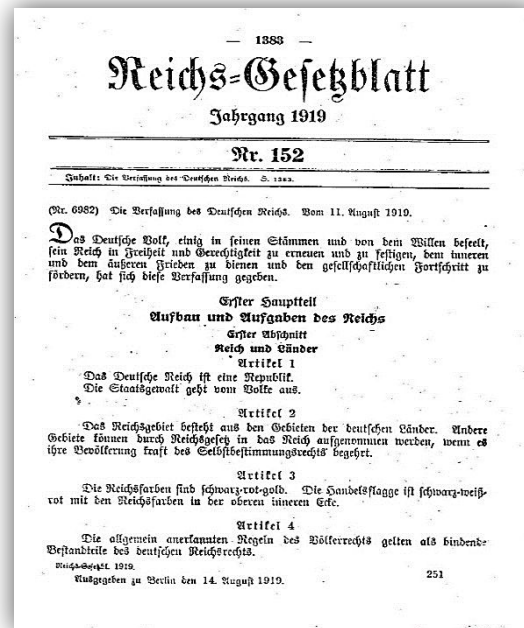 — 1383 —
Reichs-Gesetzblatt
Jahrgang 1919
Nr. 152
Inhalt: Die Verfassung des Deutschen Reichs. S. 1383.
(Nr. 6982) Die Verfassung des Deutschen Reichs. Vom 11. August 1919.
Das Deutsche Volk, einig in seinen Stämmen und von dem Willen beseelt,
sein Reich in Freiheit und Gerechtigkeit zu erneuen und zu festigen, dem inneren
und dem äußeren Frieden zu dienen und den gesellschaftlichen Fortschritt zu
fördern, hat sich diese Verfassung gegeben.
Erster Hauptteil
Aufbau und Aufgaben des Reichs
Erster Abschnitt
Reich und Länder
Artikel 1
Das Deutsche Reich ist eine Republik.
Die Staatsgewalt geht vom Volke aus.
Artikel 2
Das Reichsgebiet besteht aus den Gebieten der deutschen Länder. Andere
Gebiete können durch Reichsgesetz in das Reich aufgenommen werden, wenn es
ihre Bevölkerung kraft des Selbstbestimmungsrechts begehrt.
Artikel 3
Die Reichsfarben sind schwarz-rot-gold. Die Handelsflagge ist schwarz-weiß-
rot mit den Reichsfarben in der oberen inneren Ecke.
Artikel 4
Die allgemein anerkannten Regeln des Völkerrechts gelten als bindende
Bestandteile des deutschen Reichsrechts.
Reichs-Gesetzbl. 1919.
251
Ausgegeben zu Berlin den 14. August 1919.